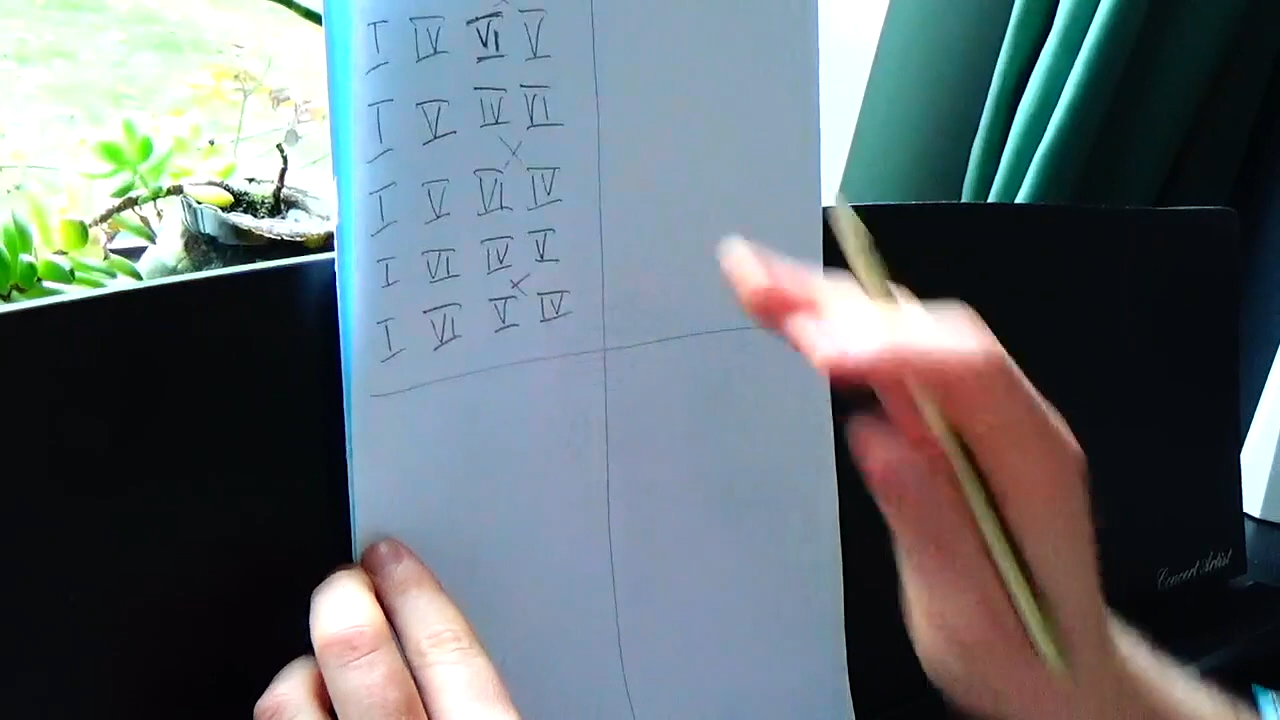 I IV VI V
I V IV VI
X
I V VI IV
I VI IV V
X
I VI V IV
Concert Artist